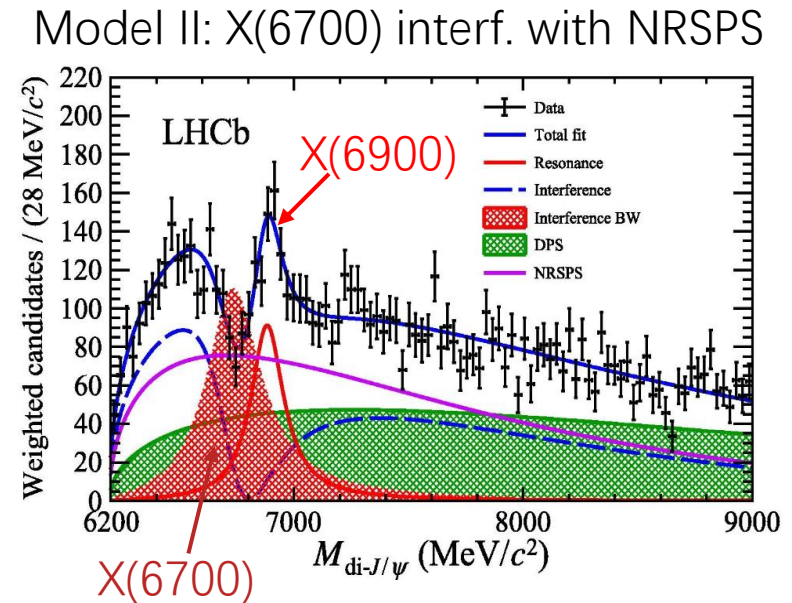 Model II: X(6700) interf. with NRSPS
Weighted candidates / (28 MeV/c²)
220
200
180
160
140
120
100
80
60
40
20
0
LHCb
X(6900)
Data
Total fit
Resonance
Interference
Interference BW
DPS
NRSPS
6200 7000 8000 9000
M di-J/ψ (MeV/c²)
X(6700)